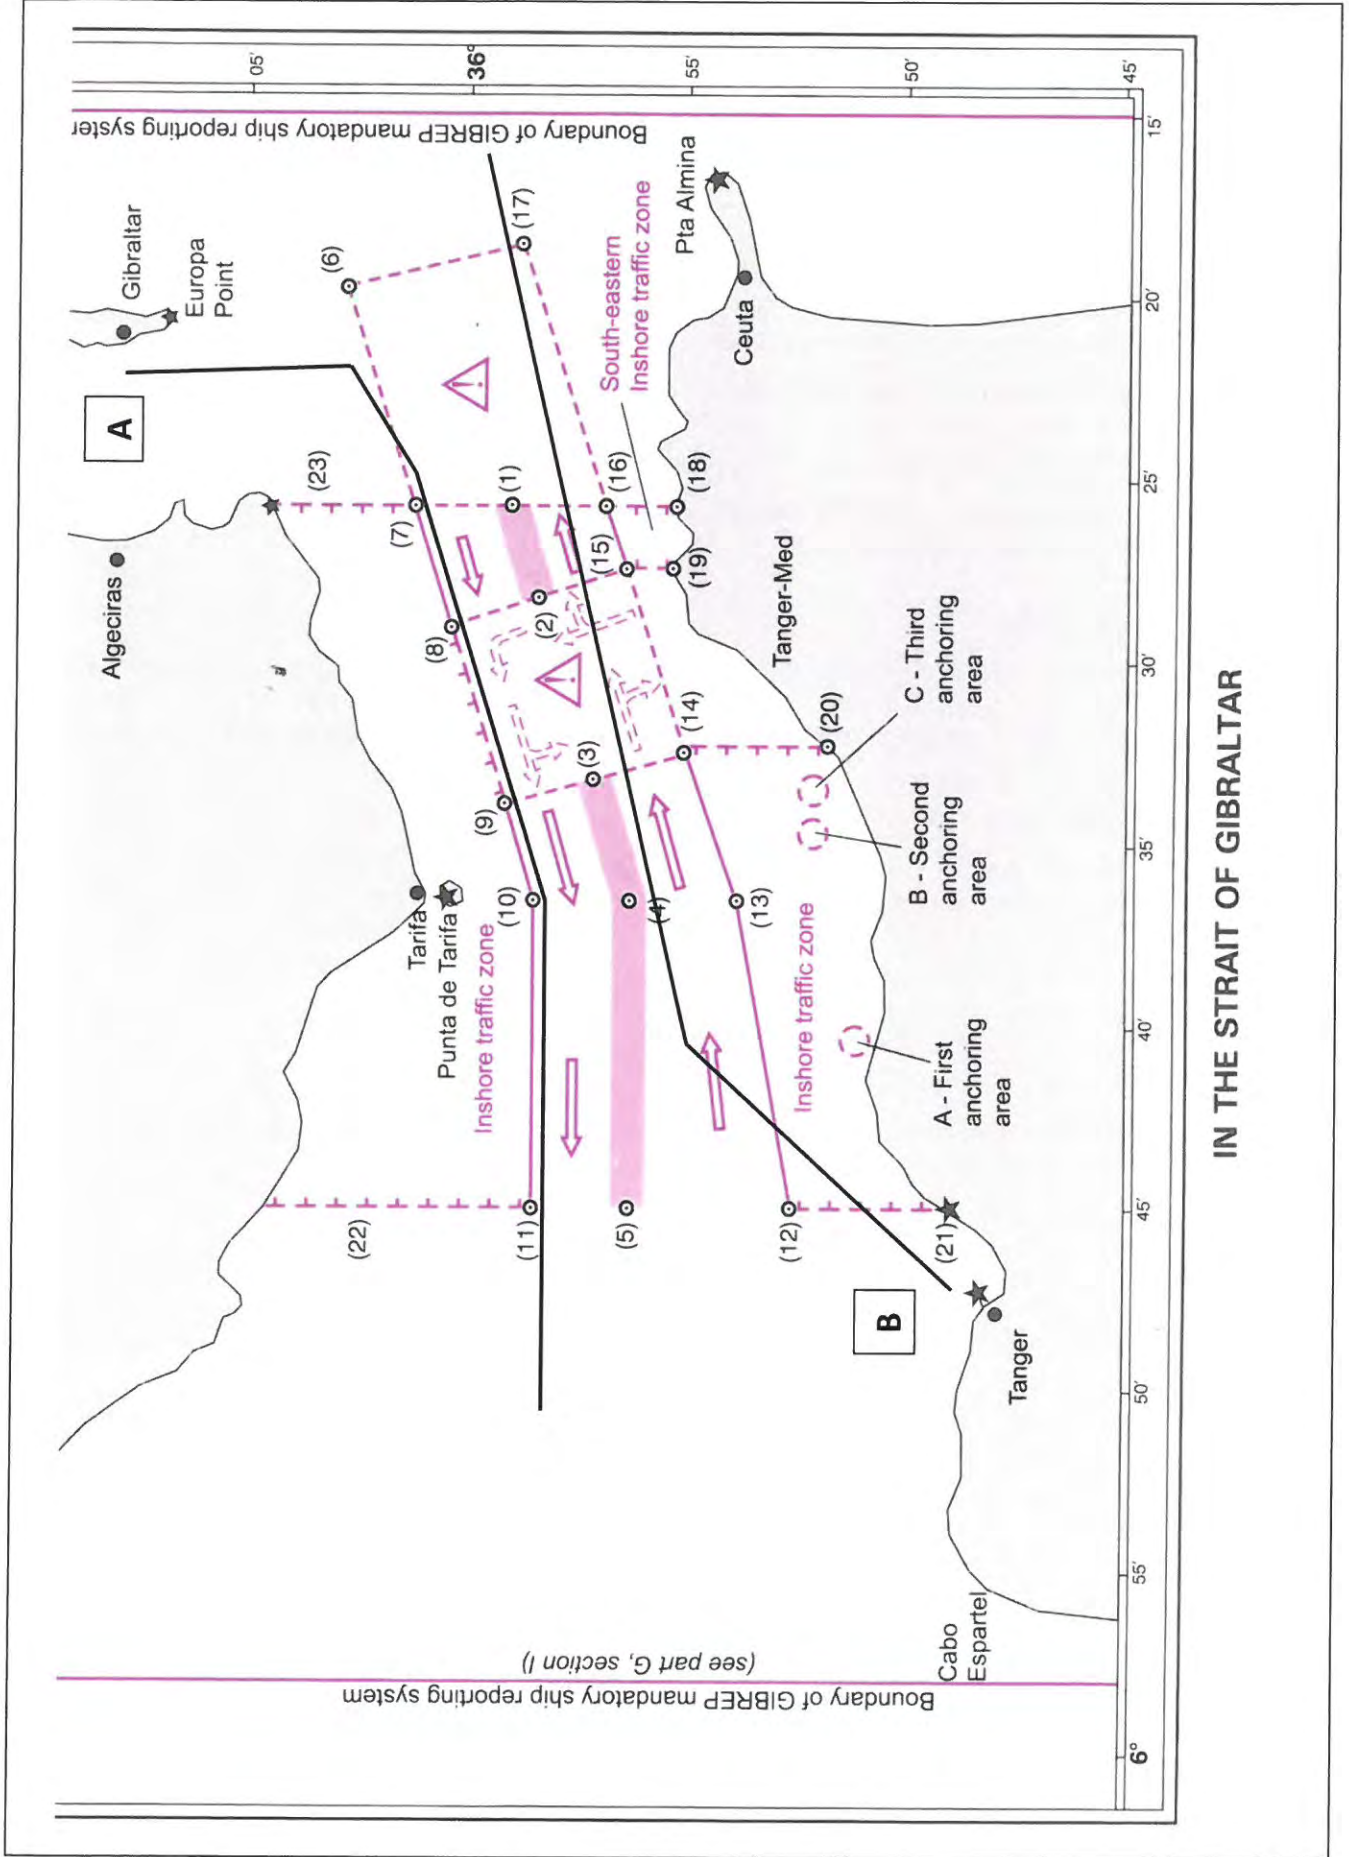 Boundary of GIBREP mandatory ship reporting system
(see part G, section I)
Boundary of GIBREP mandatory ship reporting syster
A
B
Algeciras
Gibraltar
Europa
Point
Tarifa
Punta de Tarifa
Inshore traffic zone
Inshore traffic zone
South-eastern
Inshore traffic zone
Pta Almina
Ceuta
Tanger-Med
Tanger
Cabo
Espartel
A - First
anchoring
area
B - Second
anchoring
area
C - Third
anchoring
area
(1)
(2)
(3)
(4)
(5)
(6)
(7)
(8)
(9)
(10)
(11)
(12)
(13)
(14)
(15)
(16)
(17)
(18)
(19)
(20)
(21)
(22)
(23)
!
!
05′
36°
55′
50′
45′
6°
55′
50′
45′
40′
35′
30′
25′
20′
15′
IN THE STRAIT OF GIBRALTAR